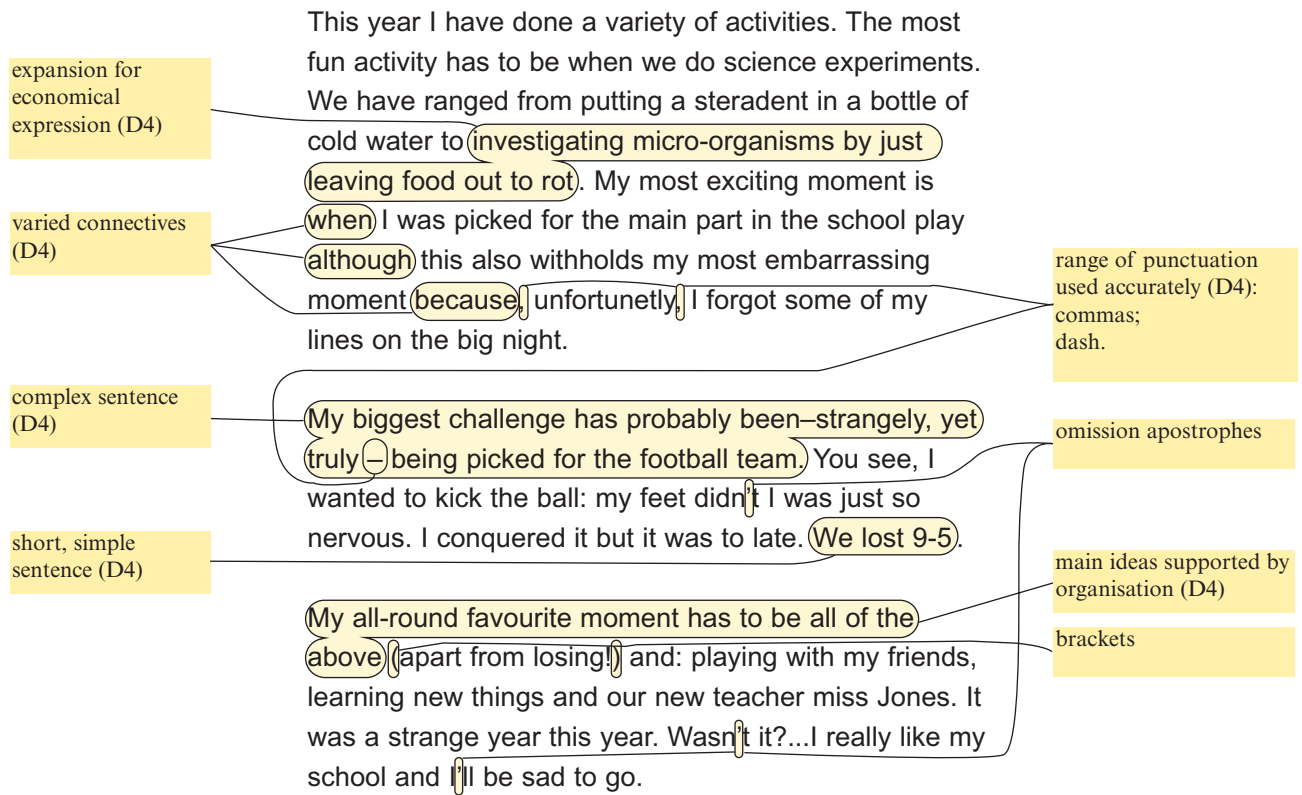 This year I have done a variety of activities. The most
fun activity has to be when we do science experiments.
We have ranged from putting a steradent in a bottle of
cold water to investigating micro-organisms by just
leaving food out to rot. My most exciting moment is
when I was picked for the main part in the school play
although this also withholds my most embarrassing
moment because, unfortunetly, I forgot some of my
lines on the big night.
My biggest challenge has probably been–strangely, yet
truly – being picked for the football team. You see, I
wanted to kick the ball: my feet didn't I was just so
nervous. I conquered it but it was to late. We lost 9-5.
My all-round favourite moment has to be all of the
above (apart from losing!) and: playing with my friends,
learning new things and our new teacher miss Jones. It
was a strange year this year. Wasn't it?...I really like my
school and I'll be sad to go.
expansion for
economical
expression (D4)
varied connectives
(D4)
complex sentence
(D4)
short, simple
sentence (D4)
range of punctuation
used accurately (D4):
commas;
dash.
omission apostrophes
main ideas supported by
organisation (D4)
brackets